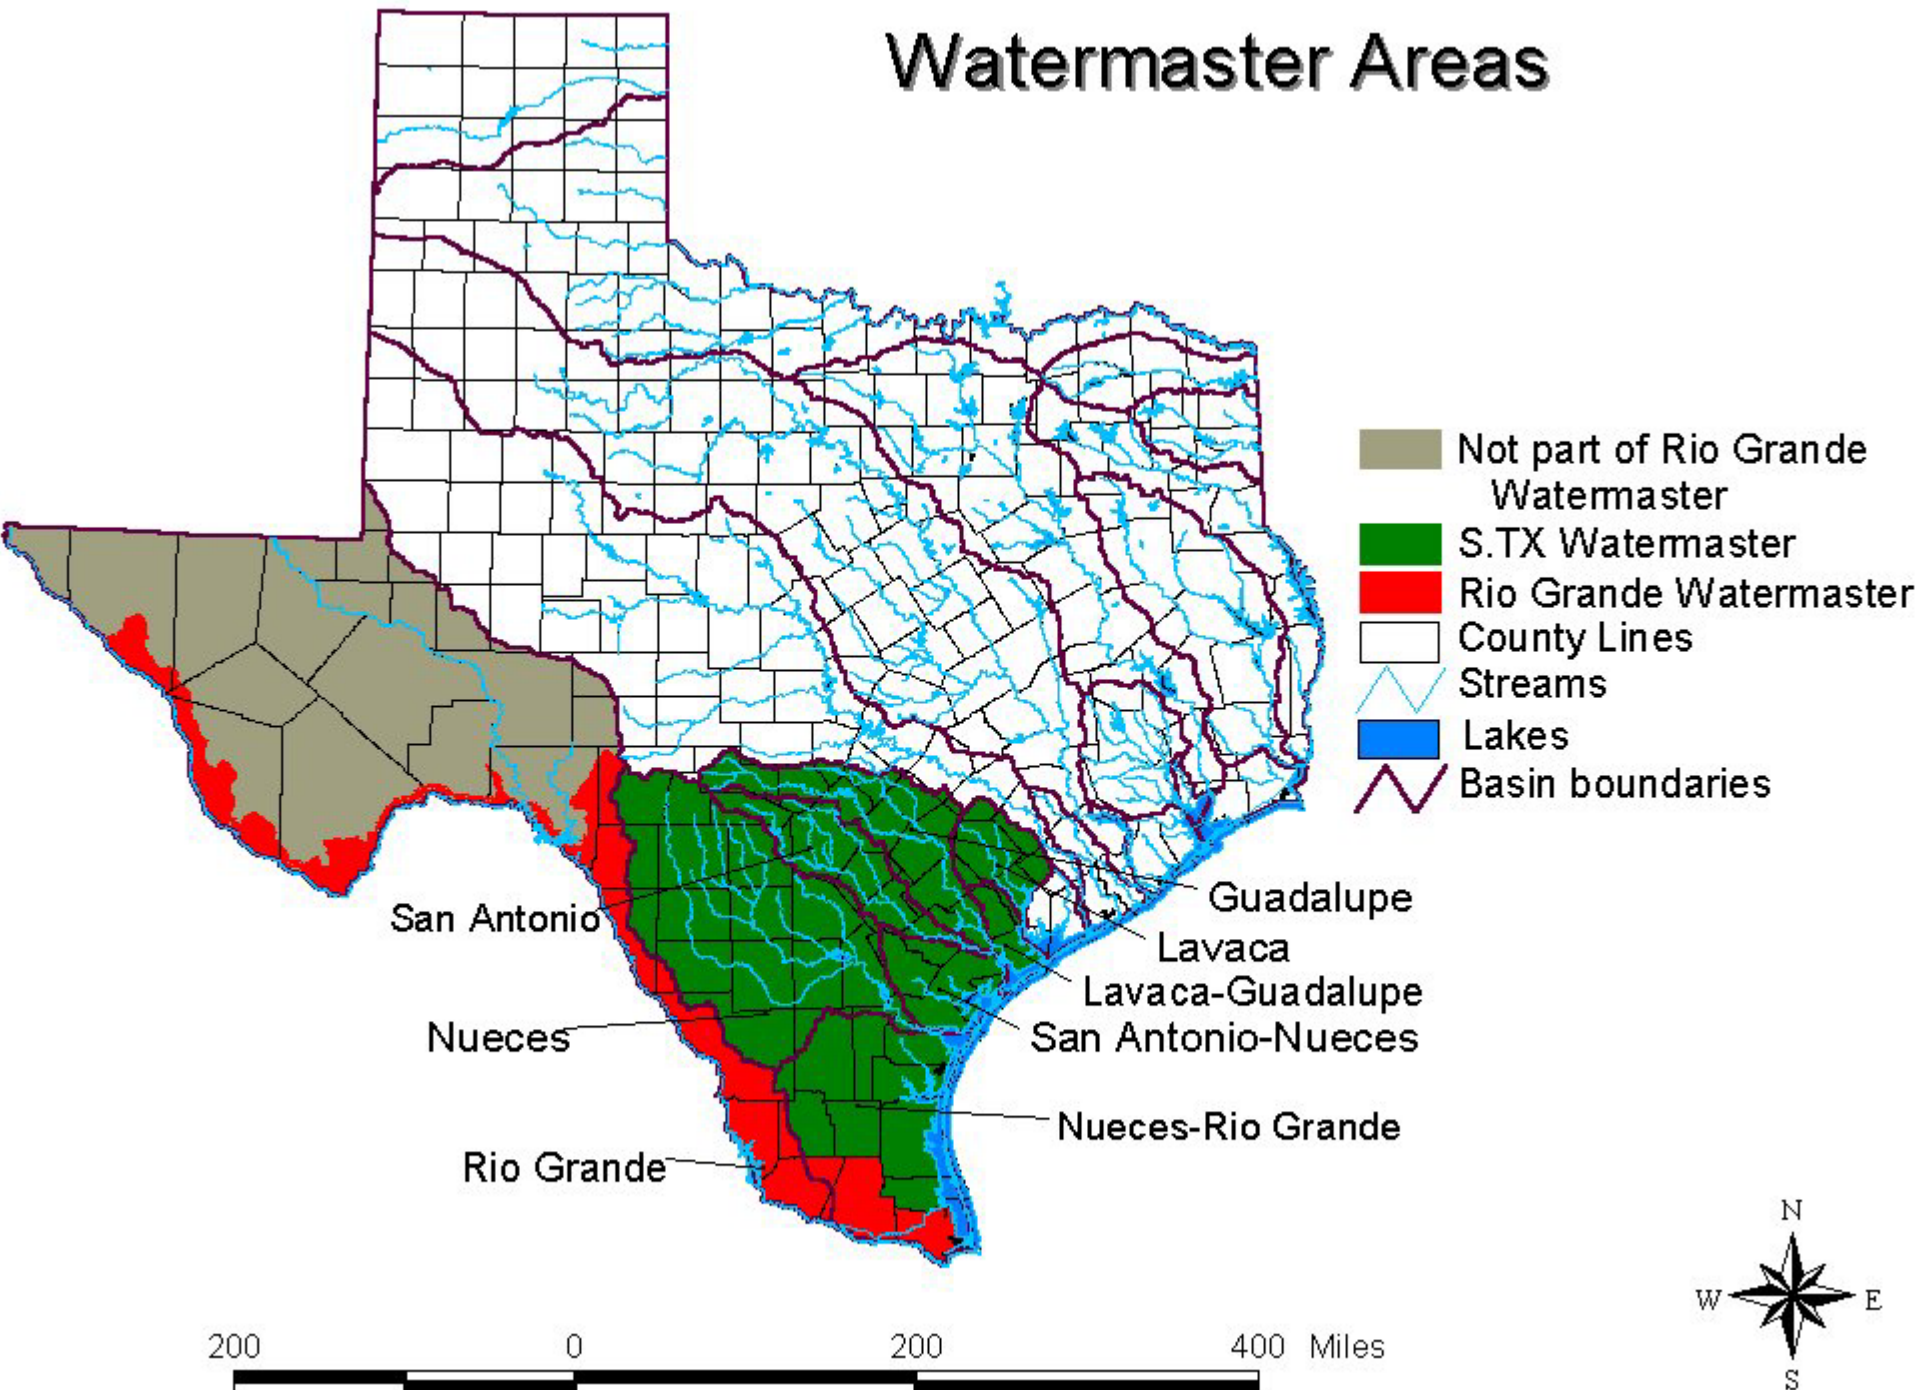 Watermaster Areas
Not part of Rio Grande
Watermaster
S.TX Watermaster
Rio Grande Watermaster
County Lines
Streams
Lakes
Basin boundaries
San Antonio
Guadalupe
Lavaca
Lavaca-Guadalupe
San Antonio-Nueces
Nueces
Nueces-Rio Grande
Rio Grande
N
W
E
S
200 0 200 400 Miles